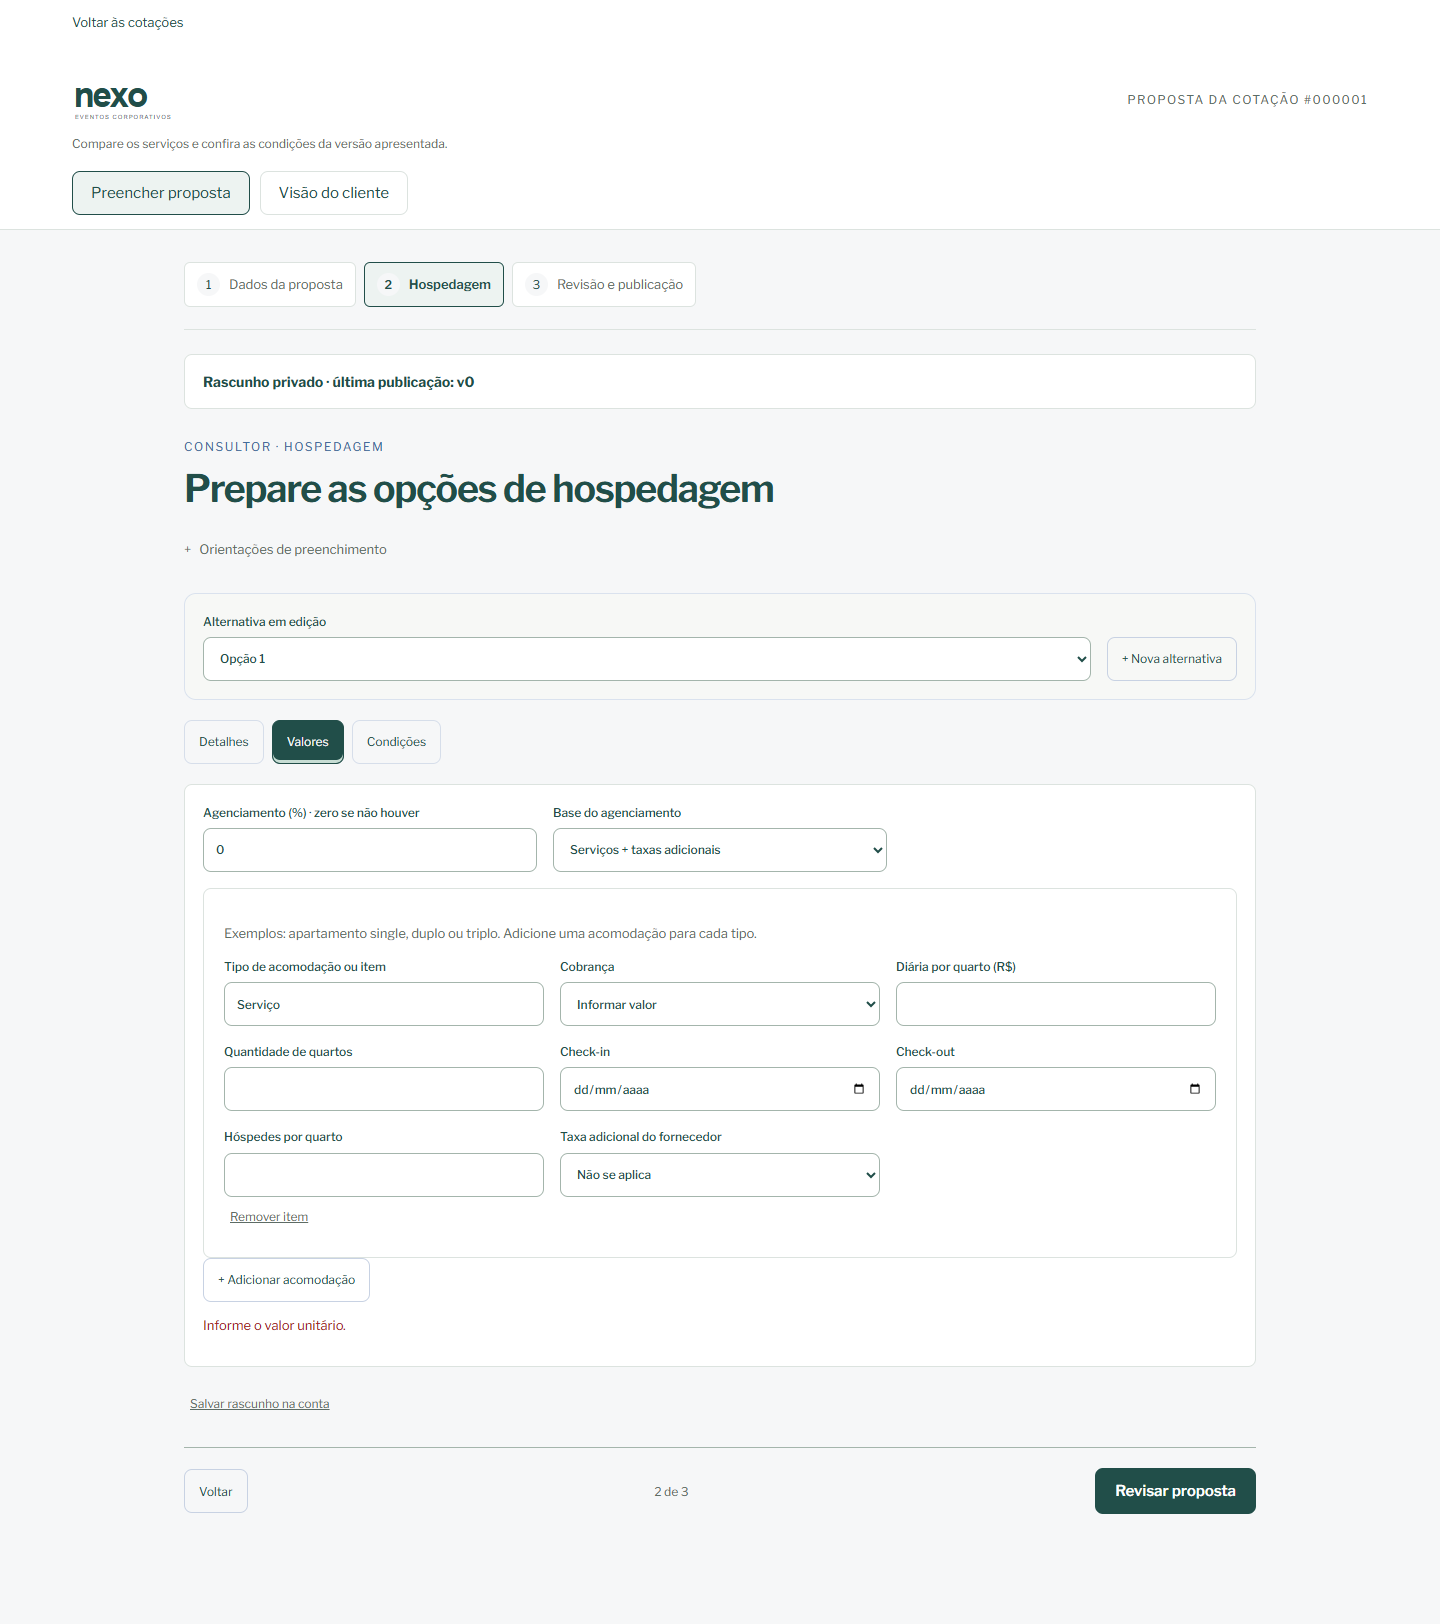 Voltar às cotações
nexo
EVENTOS CORPORATIVOS
PROPOSTA DA COTAÇÃO #000001
Compare os serviços e confira as condições da versão apresentada.
Preencher proposta
Visão do cliente
1 Dados da proposta
2 Hospedagem
3 Revisão e publicação
Rascunho privado · última publicação: v0
CONSULTOR · HOSPEDAGEM
Prepare as opções de hospedagem
+ Orientações de preenchimento
Alternativa em edição
Opção 1
+ Nova alternativa
Detalhes
Valores
Condições
Agenciamento (%) · zero se não houver
Base do agenciamento
0
Serviços + taxas adicionais
Exemplos: apartamento single, duplo ou triplo. Adicione uma acomodação para cada tipo.
Tipo de acomodação ou item
Cobrança
Diária por quarto (R$)
Serviço
Informar valor
Quantidade de quartos
Check-in
Check-out
dd/mm/aaaa
dd/mm/aaaa
Hóspedes por quarto
Taxa adicional do fornecedor
Não se aplica
Remover item
+ Adicionar acomodação
Informe o valor unitário.
Salvar rascunho na conta
Voltar
2 de 3
Revisar proposta